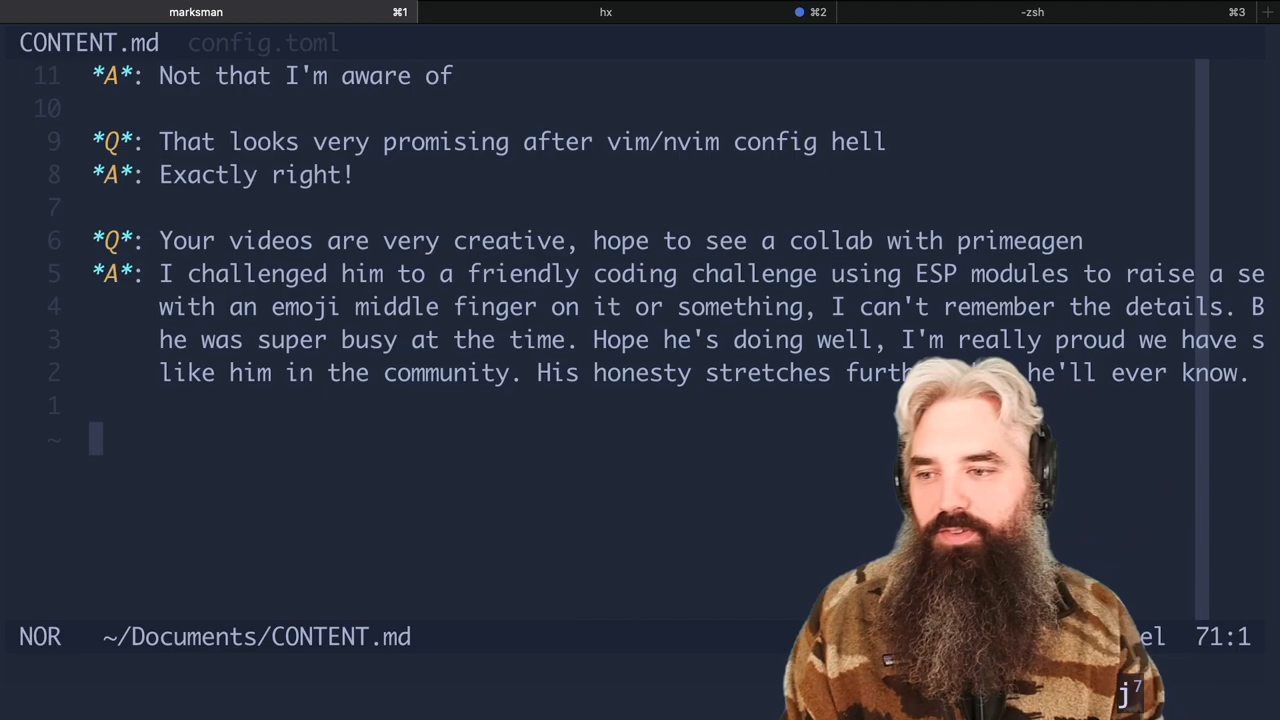 marksman ⌘1 hx ⌘2 -zsh ⌘3 +
CONTENT.md config.toml
11 *A*: Not that I'm aware of
10
9 *Q*: That looks very promising after vim/nvim config hell
8 *A*: Exactly right!
7
6 *Q*: Your videos are very creative, hope to see a collab with primeagen
5 *A*: I challenged him to a friendly coding challenge using ESP modules to raise a se
4 with an emoji middle finger on it or something, I can't remember the details. B
3 he was super busy at the time. Hope he's doing well, I'm really proud we have s
2 like him in the community. His honesty stretches he'll ever know.
1
~
NOR ~/Documents/CONTENT.md el 71:1
j7